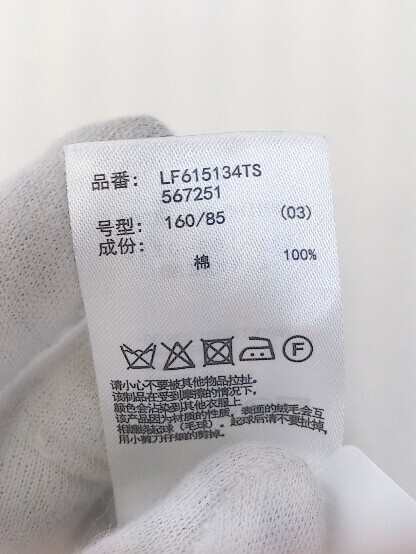 品番： LF615134TS
567251
号型： 160/85 (03)
成份：
棉 100%
F
请小心不要被其他物品拉扯。
该制品在受到摩擦的情况下，
颜色会沾染到其他衣服上。
该产品因为材质的性质，表面的绒毛会互
相缠绕起球（毛球）。起球后请不要扯掉，
用小剪刀仔细的剪掉。